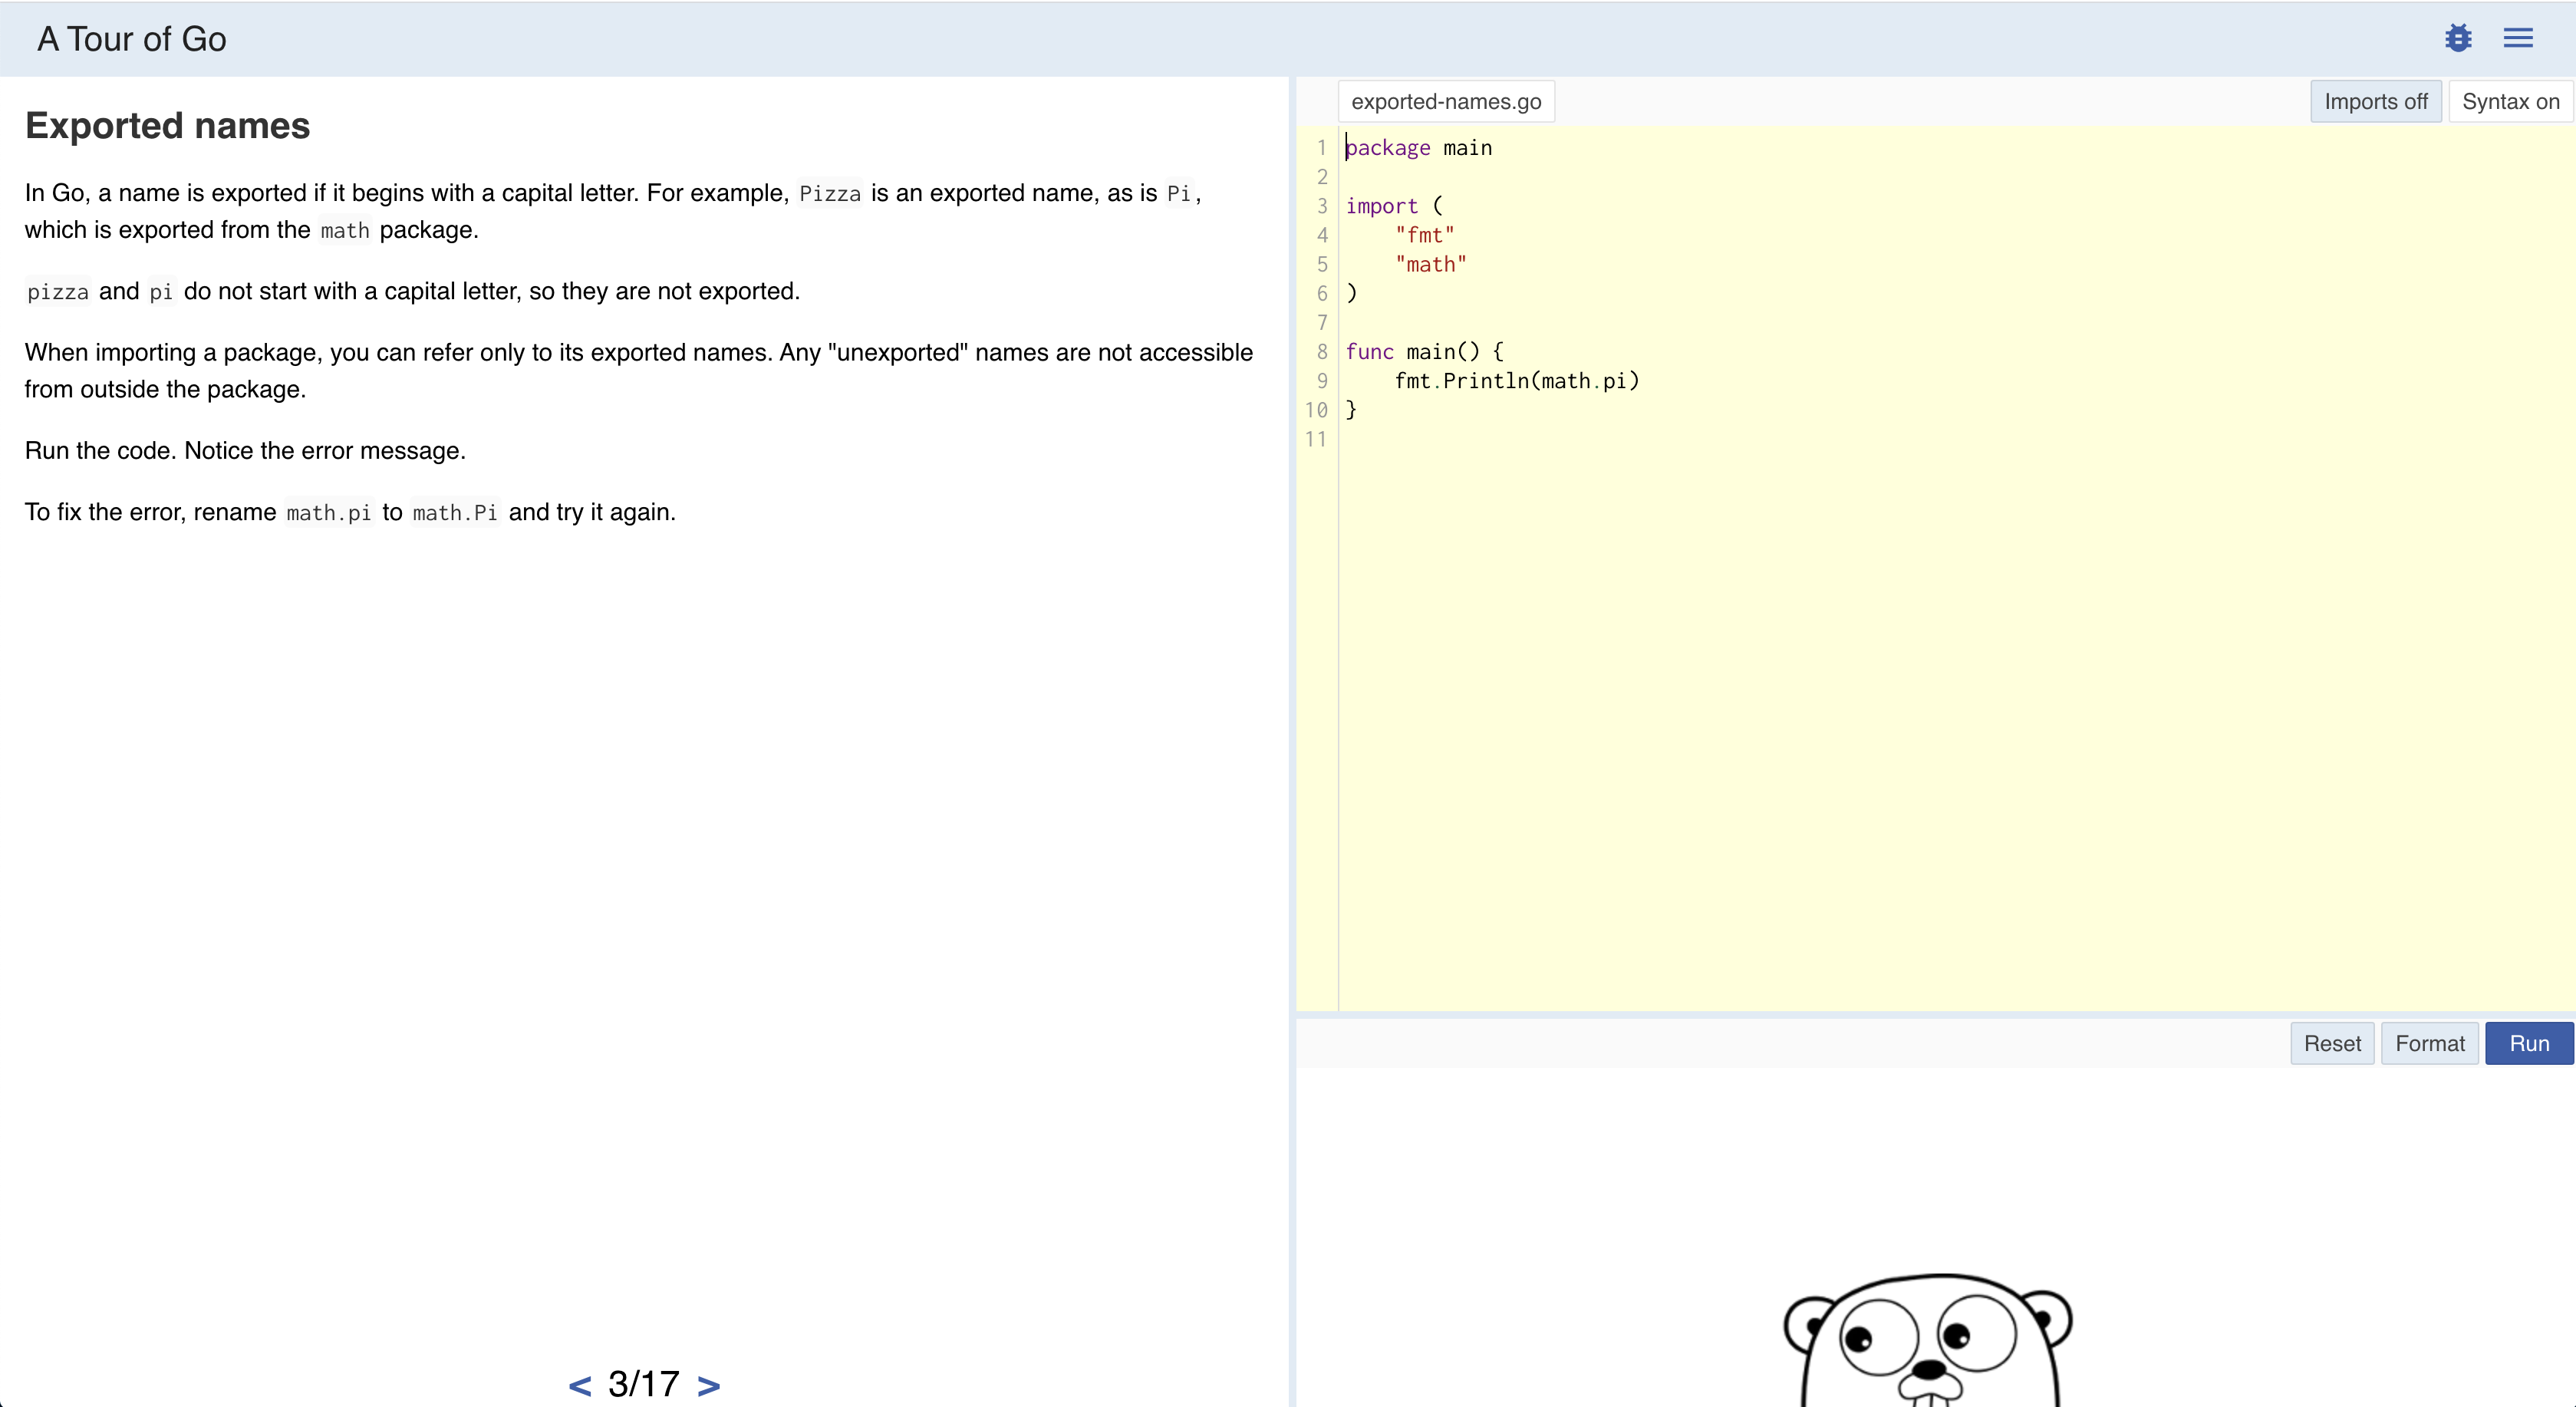 A Tour of Go
Exported names
In Go, a name is exported if it begins with a capital letter. For example, Pizza is an exported name, as is Pi,
which is exported from the math package.
pizza and pi do not start with a capital letter, so they are not exported.
When importing a package, you can refer only to its exported names. Any "unexported" names are not accessible
from outside the package.
Run the code. Notice the error message.
To fix the error, rename math.pi to math.Pi and try it again.
< 3/17 >
exported-names.go
Imports off
Syntax on
1 package main
2
3 import (
4     "fmt"
5     "math"
6 )
7
8 func main() {
9     fmt.Println(math.pi)
10 }
11
Reset
Format
Run